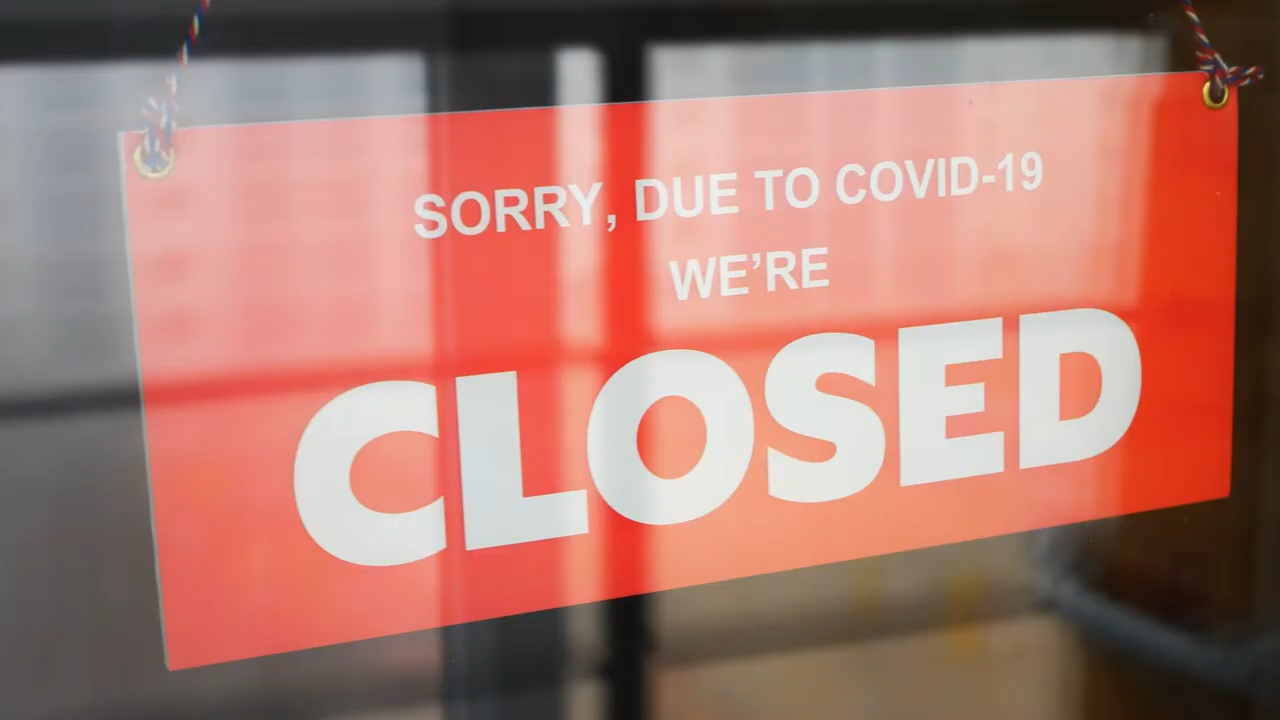 SORRY, DUE TO COVID-19
WE’RE
CLOSED